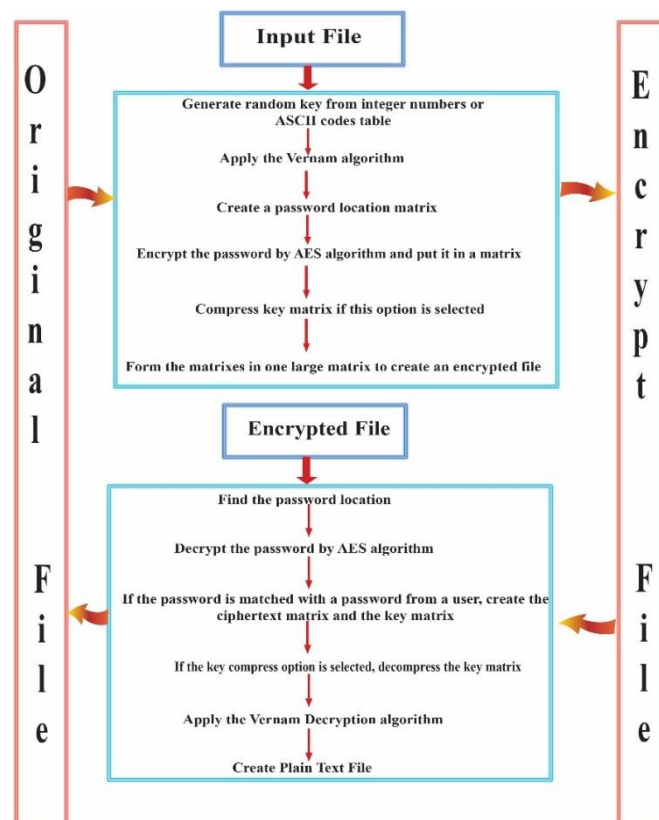 Original File
Input File
Generate random key from integer numbers or
ASCII codes table
Apply the Vernam algorithm
Create a password location matrix
Encrypt the password by AES algorithm and put it in a matrix
Compress key matrix if this option is selected
Form the matrixes in one large matrix to create an encrypted file
Encrypted File
Find the password location
Decrypt the password by AES algorithm
If the password is matched with a password from a user, create the
ciphertext matrix and the key matrix
If the key compress option is selected, decompress the key matrix
Apply the Vernam Decryption algorithm
Create Plain Text File
Encrypt File